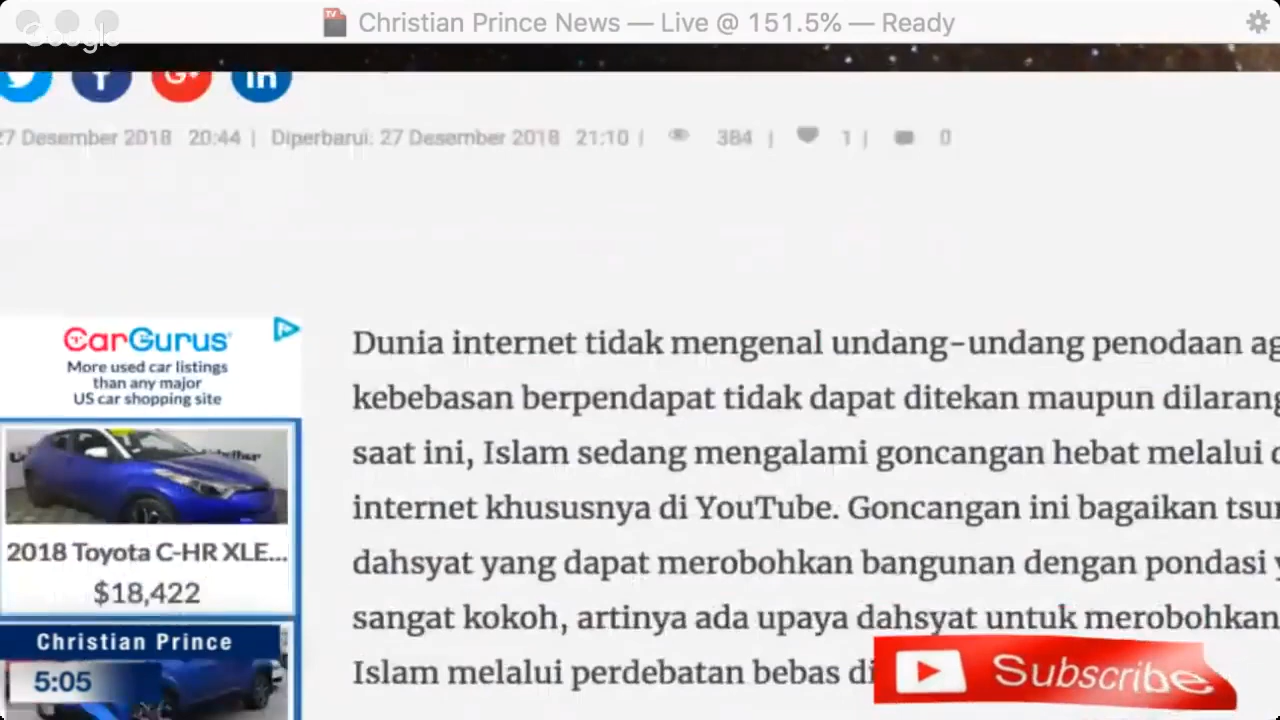 Christian Prince News — Live @ 151.5% — Ready
Google
27 Desember 2018 20:44 | Diperbarui: 27 Desember 2018 21:10 | 384 | 1 | 0
CarGurus
More used car listings
than any major
US car shopping site
2018 Toyota C-HR XLE...
$18,422
Christian Prince
5:05
Dunia internet tidak mengenal undang-undang penodaan ag
kebebasan berpendapat tidak dapat ditekan maupun dilarang
saat ini, Islam sedang mengalami goncangan hebat melalui d
internet khususnya di YouTube. Goncangan ini bagaikan tsu
dahsyat yang dapat merobohkan bangunan dengan pondasi y
sangat kokoh, artinya ada upaya dahsyat untuk merobohkan
Islam melalui perdebatan bebas di
Subscribe